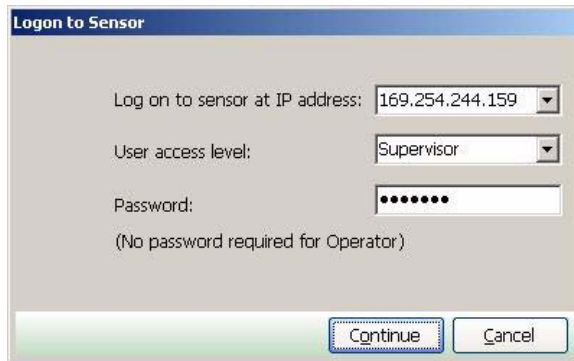 Logon to Sensor
Log on to sensor at IP address: 169.254.244.159
User access level: Supervisor
Password: •••••••
(No password required for Operator)
Continue Cancel